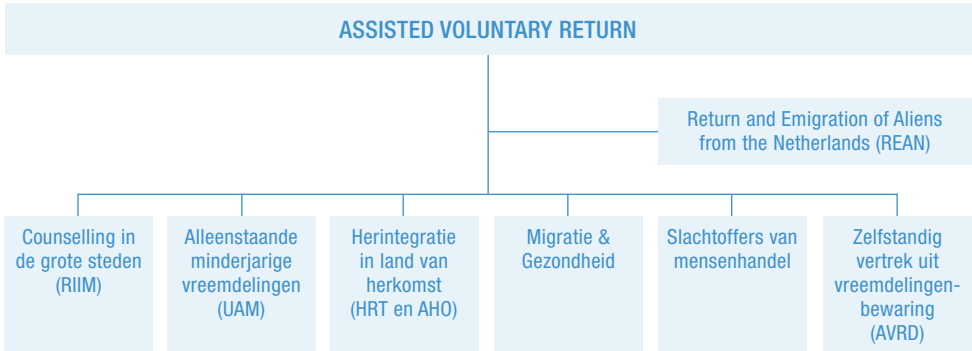 ASSISTED VOLUNTARY RETURN
Return and Emigration of Aliens
from the Netherlands (REAN)
Counselling in
de grote steden
(RIIM)
Alleenstaande
minderjarige
vreemdelingen
(UAM)
Herintegratie
in land van
herkomst
(HRT en AHO)
Migratie &
Gezondheid
Slachtoffers van
mensenhandel
Zelfstandig
vertrek uit
vreemdelingen-
bewaring
(AVRD)